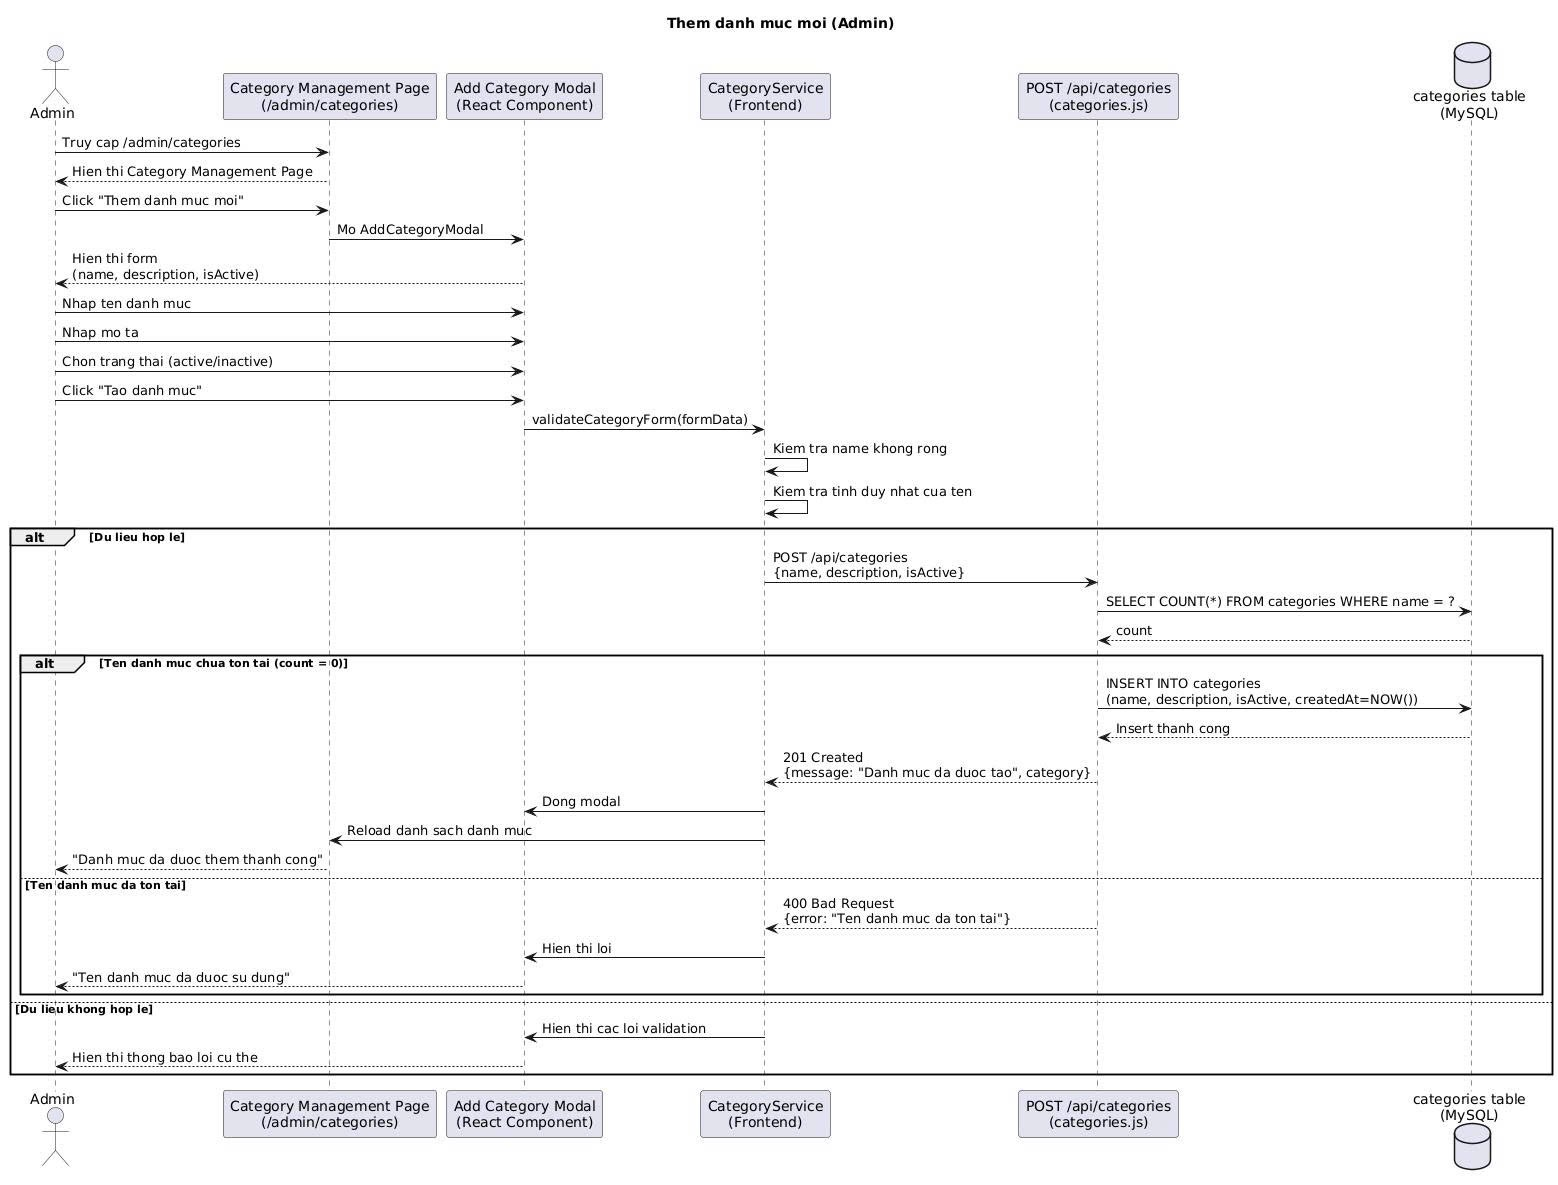 Them danh muc moi (Admin)
Admin
Category Management Page
(/admin/categories)
Add Category Modal
(React Component)
CategoryService
(Frontend)
POST /api/categories
(categories.js)
categories table
(MySQL)
Truy cap /admin/categories
Hien thi Category Management Page
Click "Them danh muc moi"
Mo AddCategoryModal
Hien thi form
(name, description, isActive)
Nhap ten danh muc
Nhap mo ta
Chon trang thai (active/inactive)
Click "Tao danh muc"
validateCategoryForm(formData)
Kiem tra name khong rong
Kiem tra tinh duy nhat cua ten
alt [Du lieu hop le]
POST /api/categories
{name, description, isActive}
SELECT COUNT(*) FROM categories WHERE name = ?
count
alt [Ten danh muc chua ton tai (count = 0)]
INSERT INTO categories
(name, description, isActive, createdAt=NOW())
Insert thanh cong
201 Created
{message: "Danh muc da duoc tao", category}
Dong modal
Reload danh sach danh muc
"Danh muc da duoc them thanh cong"
[Ten danh muc da ton tai]
400 Bad Request
{error: "Ten danh muc da ton tai"}
Hien thi loi
"Ten danh muc da duoc su dung"
[Du lieu khong hop le]
Hien thi cac loi validation
Hien thi thong bao loi cu the
Admin
Category Management Page
(/admin/categories)
Add Category Modal
(React Component)
CategoryService
(Frontend)
POST /api/categories
(categories.js)
categories table
(MySQL)